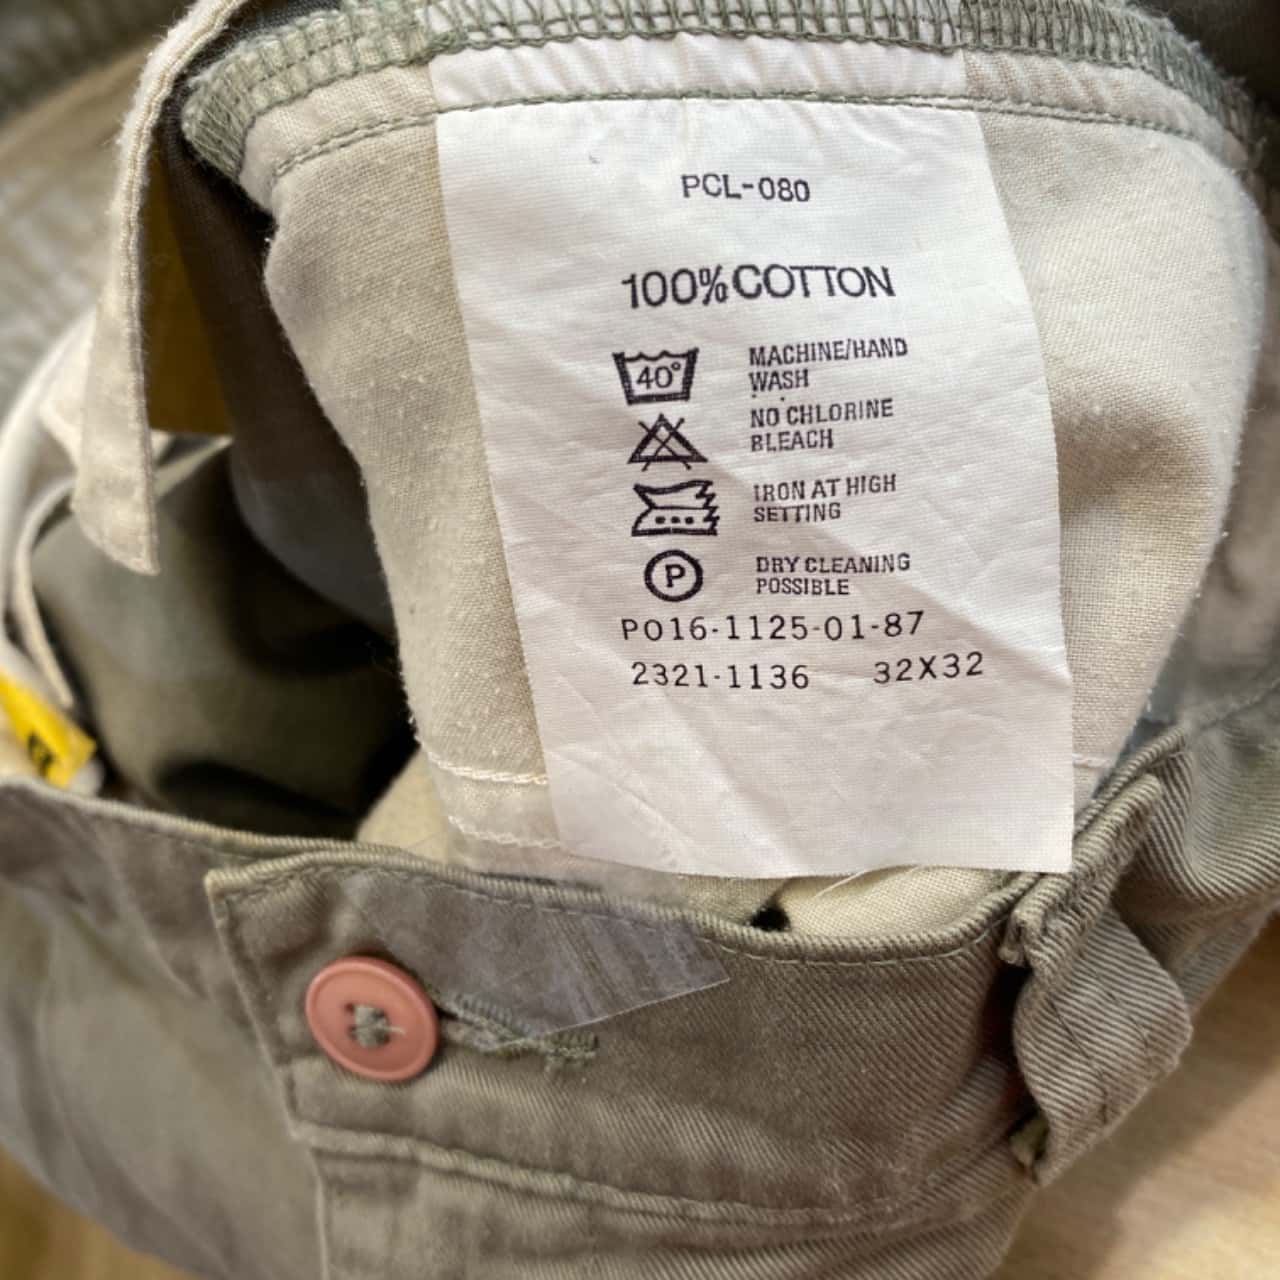 PCL-080
100% COTTON
40°
MACHINE/HAND
WASH
NO CHLORINE
BLEACH
IRON AT HIGH
SETTING
P
DRY CLEANING
POSSIBLE
PO16-1125-01-87
2321-1136 32X32